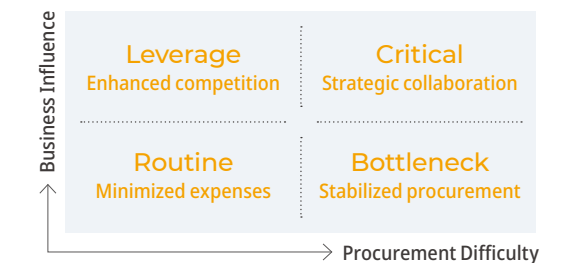 Business Influence
Leverage
Enhanced competition
Critical
Strategic collaboration
Routine
Minimized expenses
Bottleneck
Stabilized procurement
Procurement Difficulty